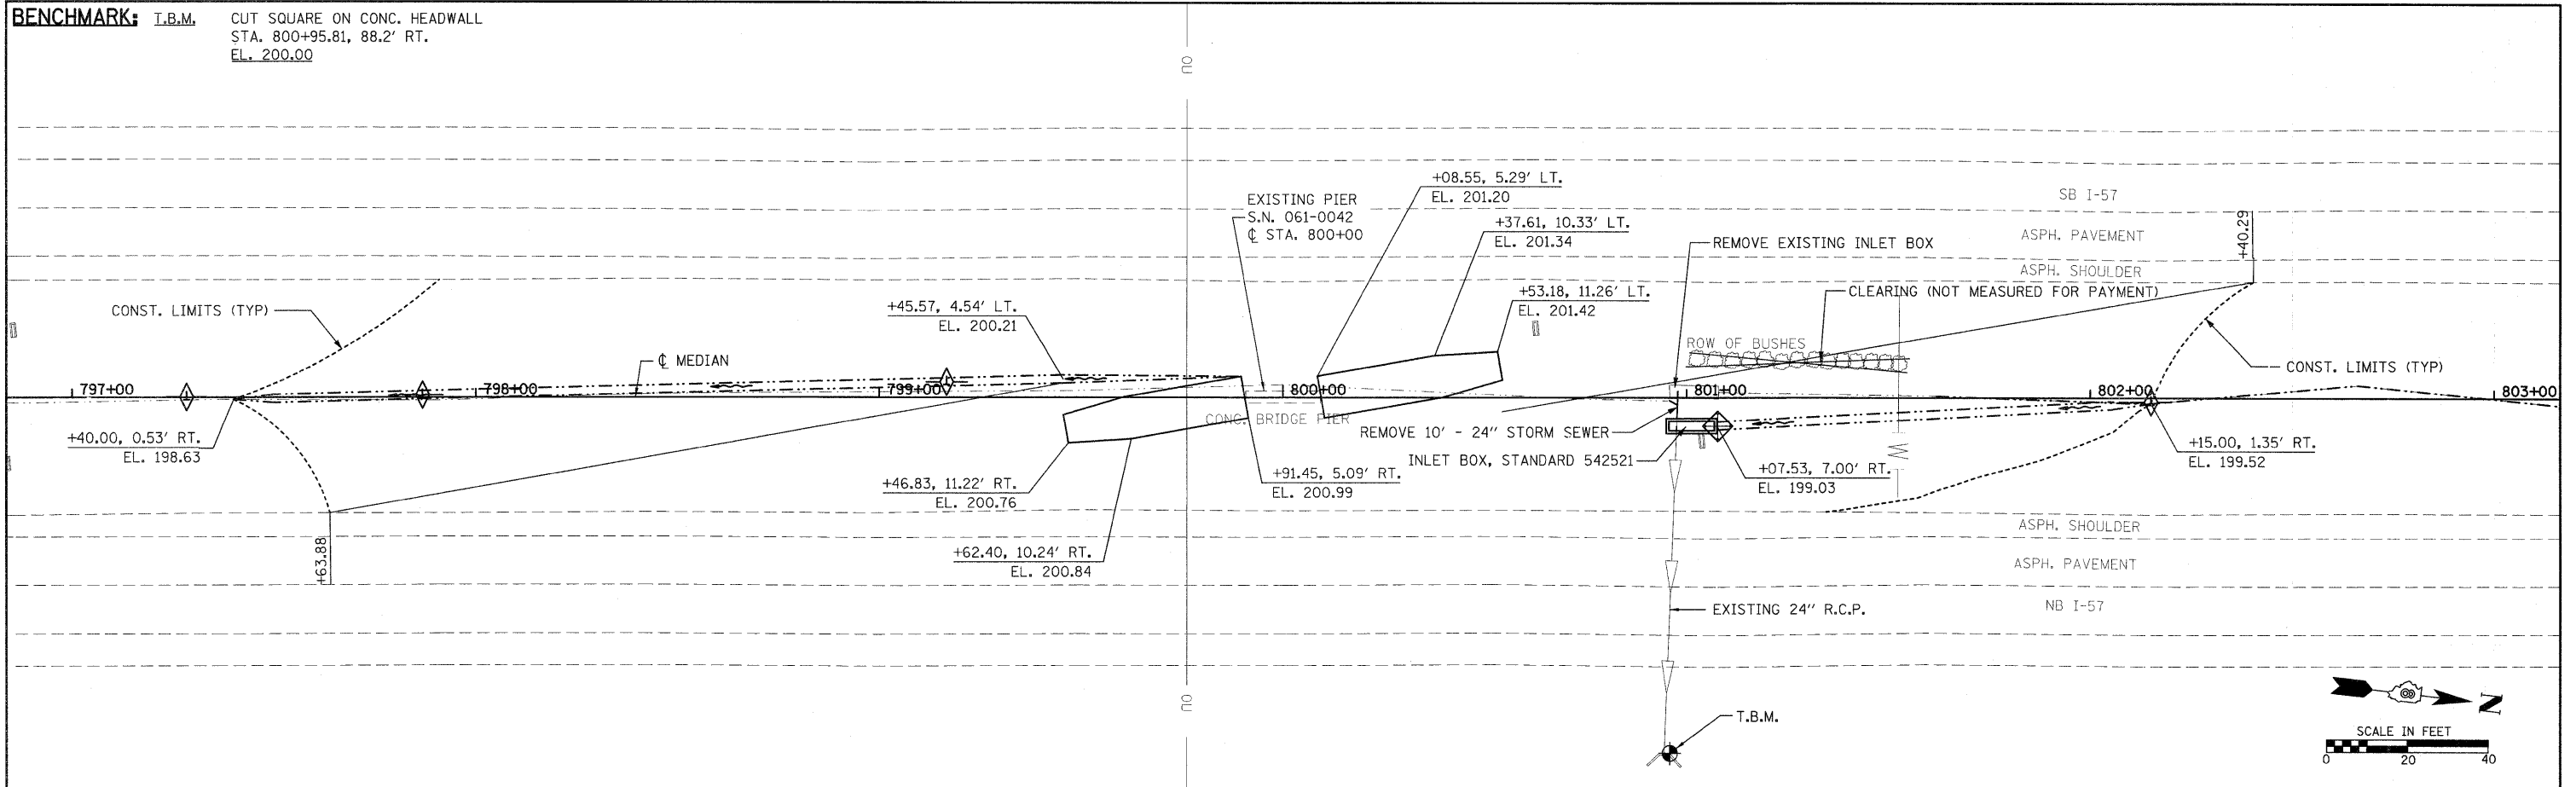 BENCHMARK: T.B.M. CUT SQUARE ON CONC. HEADWALL
STA. 800+95.81, 88.2' RT.
EL. 200.00
OU
SB I-57
ASPH. PAVEMENT
ASPH. SHOULDER
+40.29
+08.55, 5.29' LT.
EL. 201.20
EXISTING PIER
S.N. 061-0042
℄ STA. 800+00
+37.61, 10.33' LT.
EL. 201.34
REMOVE EXISTING INLET BOX
+53.18, 11.26' LT.
EL. 201.42
CLEARING (NOT MEASURED FOR PAYMENT)
CONST. LIMITS (TYP)
+45.57, 4.54' LT.
EL. 200.21
ROW OF BUSHES
℄ MEDIAN
CONST. LIMITS (TYP)
797+00
798+00
799+00
800+00
801+00
802+00
803+00
1
1
1
1
CONC. BRIDGE PIER
REMOVE 10' - 24" STORM SEWER
INLET BOX, STANDARD 542521
+40.00, 0.53' RT.
EL. 198.63
+15.00, 1.35' RT.
EL. 199.52
+07.53, 7.00' RT.
EL. 199.03
+46.83, 11.22' RT.
EL. 200.76
+91.45, 5.09' RT.
EL. 200.99
+62.40, 10.24' RT.
EL. 200.84
+63.88
ASPH. SHOULDER
ASPH. PAVEMENT
NB I-57
EXISTING 24" R.C.P.
OU
T.B.M.
N
SCALE IN FEET
0 20 40